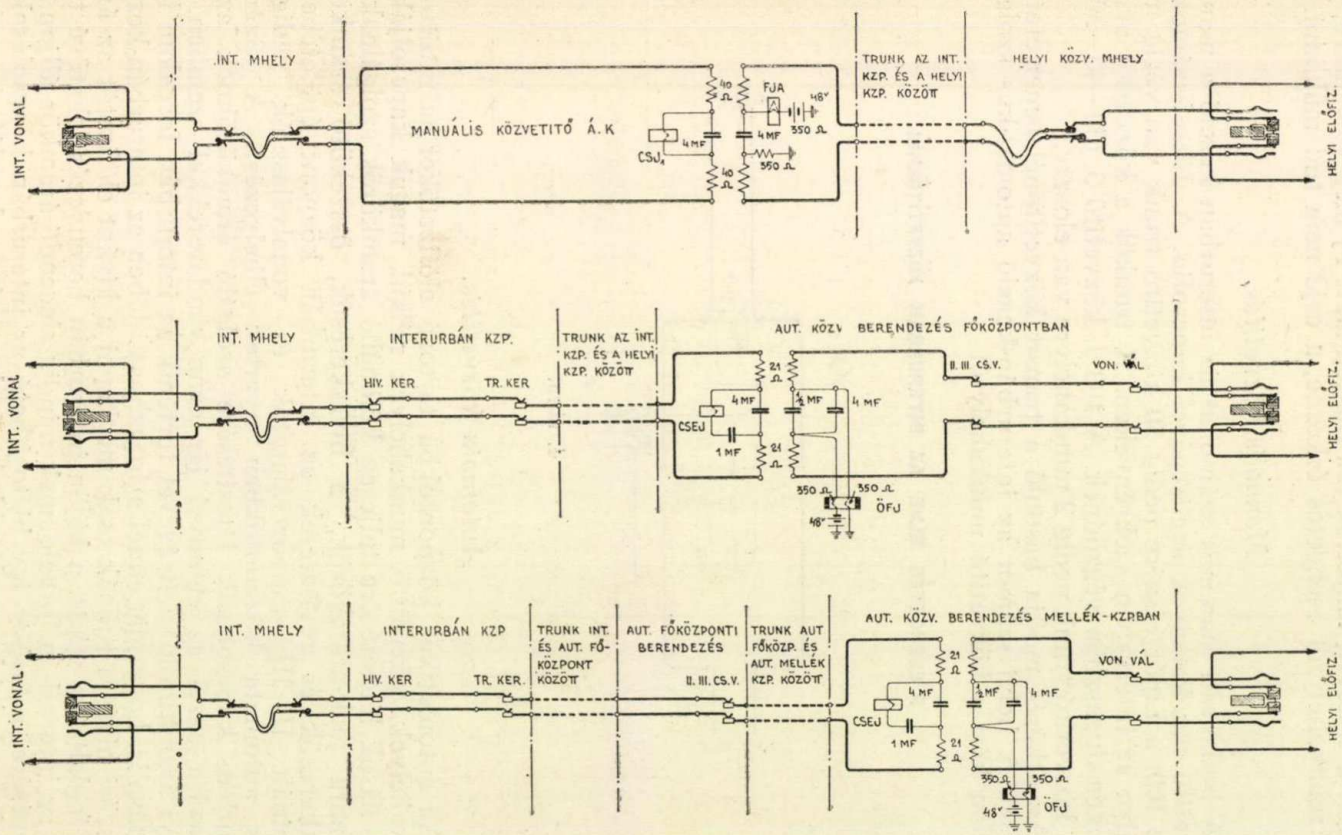 INT. VONAL
INT. MHELY
MANUÁLIS KÖZVETITŐ Á.K
CSJ.
4 MF
40
Ω
40
Ω
4 MF
FJA
48v
350 Ω
350 Ω
TRUNK AZ INT.
KZP. ÉS A HELYI
KZP. KÖZÖTT
HELYI KÖZV. MHELY
HELYI ELŐFIZ.
INT. VONAL
INT. MHELY
INTERURBÁN KZP.
HIV. KER
TR. KER
TRUNK AZ INT.
KZP. ÉS A HELYI
KZP. KÖZÖTT
AUT. KÖZV BERENDEZÉS FŐKÖZPONTBAN
CSEJ
4 MF
1 MF
21
Ω
21
Ω
½ MF
4 MF
350 Ω
350 Ω
48v
ÖFJ
II. III. CS.V.
VON. VÁL
HELYI ELŐFIZ.
INT. VONAL
INT. MHELY
INTERURBÁN KZP
HIV. KER
TR. KER.
TRUNK INT.
ÉS AUT. FŐ-
KÖZPONT
KÖZÖTT
AUT. FŐKÖZPONTI
BERENDEZÉS
II. III. CS.V.
TRUNK AUT
FŐKÖZP. ÉS
AUT. MELLÉK
KZP. KÖZÖTT
AUT. KÖZV. BERENDEZÉS MELLÉK-KZP.BAN
CSEJ
4 MF
1 MF
21
Ω
21
Ω
½MF
4 MF
350 Ω
350 Ω
48v
ÖFJ
VON. VÁL
HELYI ELŐFIZ.